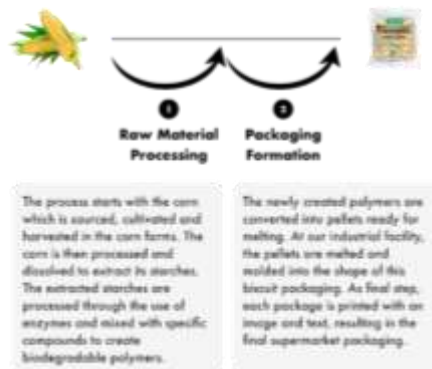 1
2
Raw Material
Processing
Packaging
Formation
The process starts with the corn
which is sourced, cultivated and
harvested in the corn farms. The
corn is then processed and
dissolved to extract its starches.
The extracted starches are
processed through the use of
enzymes and mixed with specific
compounds to create
biodegradable polymers.
The newly created polymers are
converted into pellets ready for
melting. At our industrial facility,
the pellets are melted and
molded into the shape of this
biscuit packaging. As final step,
each package is printed with an
image and text, resulting in the
final supermarket packaging.